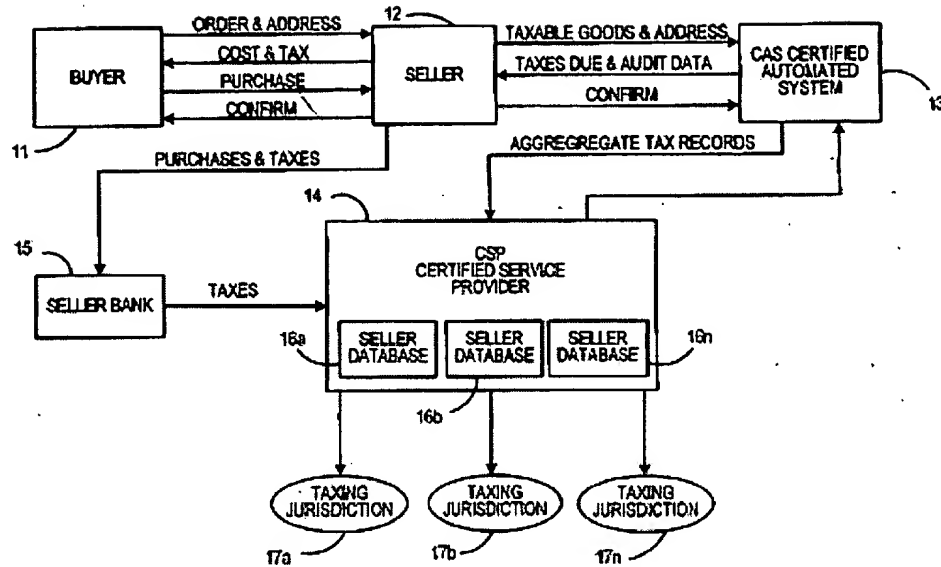 12
ORDER & ADDRESS
TAXABLE GOODS & ADDRESS
COST & TAX
TAXES DUE & AUDIT DATA
BUYER
SELLER
CAS CERTIFIED
AUTOMATED
SYSTEM
PURCHASE
CONFIRM
CONFIRM
13
11
PURCHASES & TAXES
AGGREGREGATE TAX RECORDS
14
15
CSP
CERTIFIED SERVICE
PROVIDER
SELLER BANK
TAXES
16a
SELLER
DATABASE
SELLER
DATABASE
SELLER
DATABASE
16n
16b
TAXING
JURISDICTION
TAXING
JURISDICTION
TAXING
JURISDICTION
17a
17b
17n